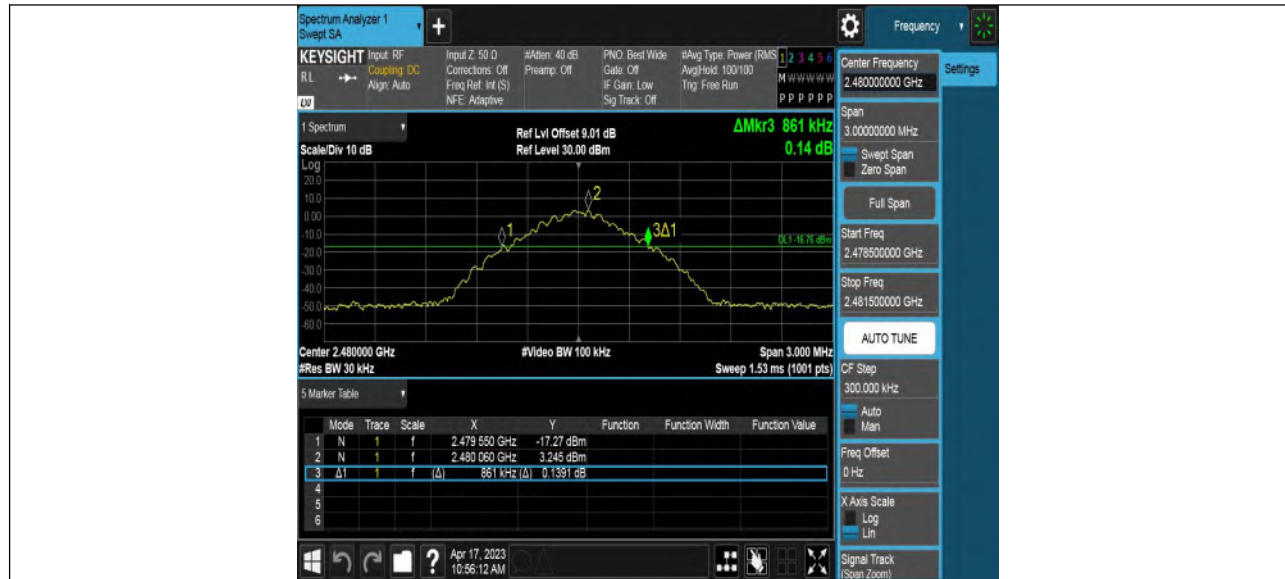 Spectrum Analyzer 1
Swept SA
+
Frequency
KEYSIGHT Input: RF
RL
Coupling: DC
Align: Auto
LXI
Input Z: 50 Ω
Corrections: Off
Freq Ref: Int (S)
NFE: Adaptive
#Atten: 40 dB
Preamp: Off
PNO: Best Wide
Gate: Off
IF Gain: Low
Sig Track: Off
#Avg Type: Power (RMS
Avg|Hold: 100/100
Trig: Free Run
1 2 3 4 5 6
M W W W W W
P P P P P P
Center Frequency
2.480000000 GHz
Settings
1 Spectrum
Scale/Div 10 dB
Ref Lvl Offset 9.01 dB
Ref Level 30.00 dBm
ΔMkr3 861 kHz
0.14 dB
Span
3.00000000 MHz
Swept Span
Zero Span
Full Span
Start Freq
2.478500000 GHz
Stop Freq
2.481500000 GHz
AUTO TUNE
CF Step
300.000 kHz
Auto
Man
Freq Offset
0 Hz
X Axis Scale
Log
Lin
Signal Track
(Span Zoom)
Log
20.0
10.0
0.00
-10.0
-20.0
-30.0
-40.0
-50.0
-60.0
1
2
3Δ1
DL1 -16.76 dBm
Center 2.480000 GHz
#Video BW 100 kHz
Span 3.000 MHz
#Res BW 30 kHz
Sweep 1.53 ms (1001 pts)
5 Marker Table
Mode Trace Scale X Y Function Function Width Function Value
1 N 1 f 2.479 550 GHz -17.27 dBm
2 N 1 f 2.480 060 GHz 3.245 dBm
3 Δ1 1 f (Δ) 861 kHz (Δ) 0.1391 dB
4
5
6
?
Apr 17, 2023
10:56:12 AM